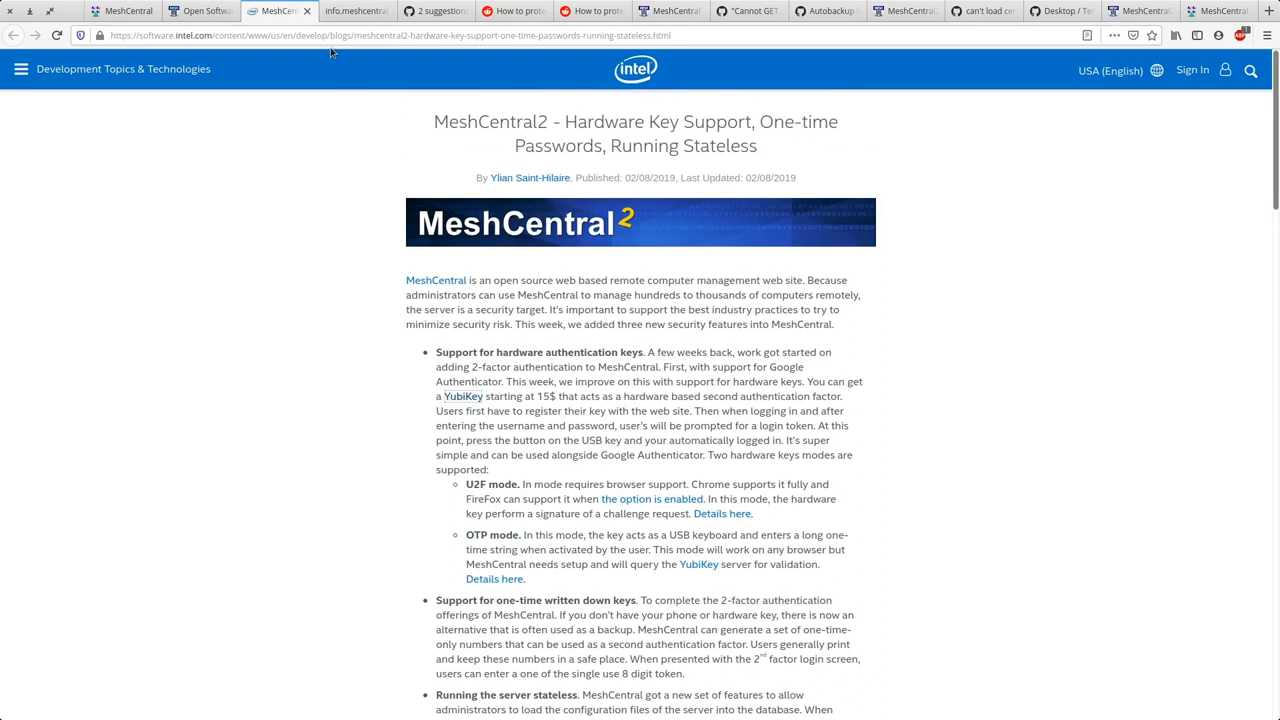 MeshCentral
Open Softwa
MeshCen
info.meshcentral
2 suggestion
How to prote
How to prote
MeshCentral
"Cannot GET
Autobackup
MeshCentral
can't load cer
Desktop / Te
MeshCentral
MeshCentral
https://software.intel.com/content/www/us/en/develop/blogs/meshcentral2-hardware-key-support-one-time-passwords-running-stateless.html
Development Topics & Technologies
intel
USA (English)
Sign In
MeshCentral2 - Hardware Key Support, One-time
Passwords, Running Stateless
By Ylian Saint-Hilaire, Published: 02/08/2019, Last Updated: 02/08/2019
MeshCentral2
MeshCentral is an open source web based remote computer management web site. Because
administrators can use MeshCentral to manage hundreds to thousands of computers remotely,
the server is a security target. It's important to support the best industry practices to try to
minimize security risk. This week, we added three new security features into MeshCentral.
• Support for hardware authentication keys. A few weeks back, work got started on
adding 2-factor authentication to MeshCentral. First, with support for Google
Authenticator. This week, we improve on this with support for hardware keys. You can get
a YubiKey starting at 15$ that acts as a hardware based second authentication factor.
Users first have to register their key with the web site. Then when logging in and after
entering the username and password, user's will be prompted for a login token. At this
point, press the button on the USB key and your automatically logged in. It's super
simple and can be used alongside Google Authenticator. Two hardware keys modes are
supported:
◦ U2F mode. In mode requires browser support. Chrome supports it fully and
FireFox can support it when the option is enabled. In this mode, the hardware
key perform a signature of a challenge request. Details here.
◦ OTP mode. In this mode, the key acts as a USB keyboard and enters a long one-
time string when activated by the user. This mode will work on any browser but
MeshCentral needs setup and will query the YubiKey server for validation.
Details here.
• Support for one-time written down keys. To complete the 2-factor authentication
offerings of MeshCentral. If you don't have your phone or hardware key, there is now an
alternative that is often used as a backup. MeshCentral can generate a set of one-time-
only numbers that can be used as a second authentication factor. Users generally print
and keep these numbers in a safe place. When presented with the 2nd factor login screen,
users can enter a one of the single use 8 digit token.
• Running the server stateless. MeshCentral got a new set of features to allow
administrators to load the configuration files of the server into the database. When